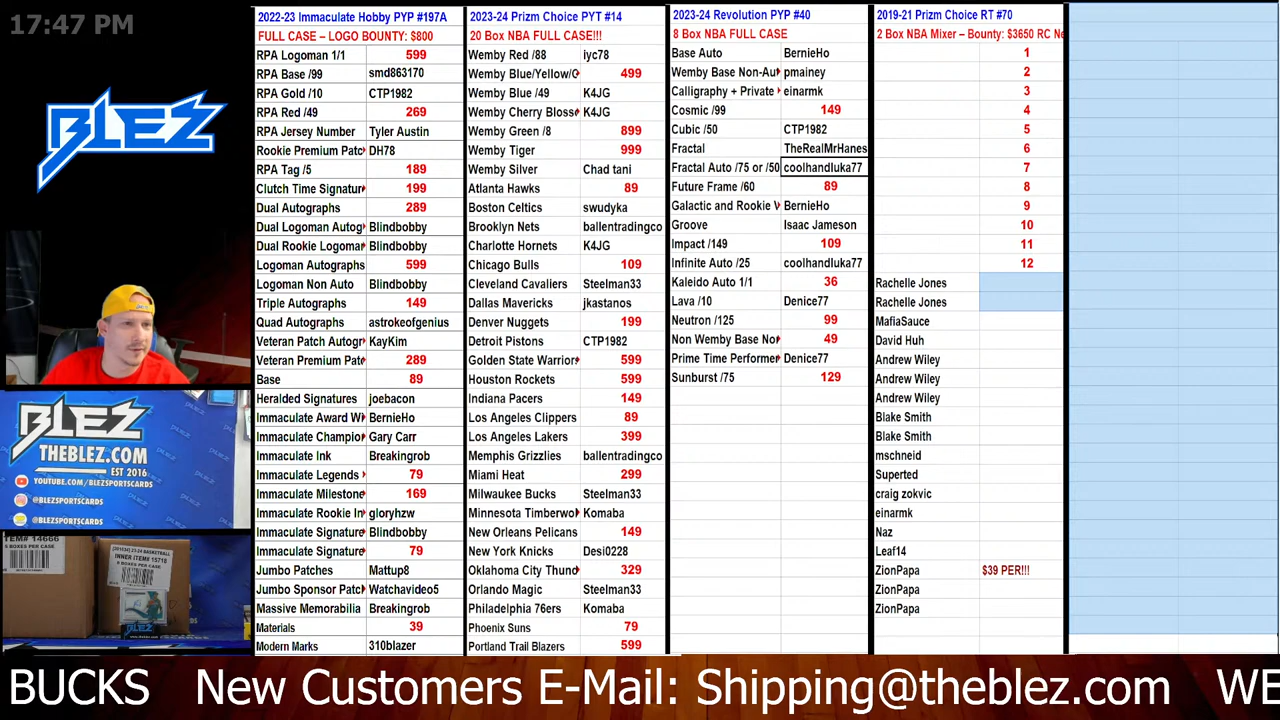 17:47 PM
BLEZ
BLEZ
THEBLEZ.COM
EST 2016
YOUTUBE.COM/BLEZSPORTSCARDS
@BLEZSPORTSCARDS
@BLEZSPORTSCARDS
2022-23 Immaculate Hobby PYP #197A
FULL CASE – LOGO BOUNTY: $800
RPA Logoman 1/1 599
RPA Base /99 smd863170
RPA Gold /10 CTP1982
RPA Red /49 269
RPA Jersey Number Tyler Austin
Rookie Premium Patc DH78
RPA Tag /5 189
Clutch Time Signatur 199
Dual Autographs 289
Dual Logoman Autog Blindbobby
Dual Rookie Logomar Blindbobby
Logoman Autographs 599
Logoman Non Auto Blindbobby
Triple Autographs 149
Quad Autographs astrokeofgenius
Veteran Patch Autogr KayKim
Veteran Premium Pat 289
Base 89
Heralded Signatures joebacon
Immaculate Award W BernieHo
Immaculate Champio Gary Carr
Immaculate Ink Breakingrob
Immaculate Legends 79
Immaculate Milestone 169
Immaculate Rookie In gloryhzw
Immaculate Signature Blindbobby
Immaculate Signature 79
Jumbo Patches Mattup8
Jumbo Sponsor Patc Watchavideo5
Massive Memorabilia Breakingrob
Materials 39
Modern Marks 310blazer
2023-24 Prizm Choice PYT #14
20 Box NBA FULL CASE!!!
Wemby Red /88 iyc78
Wemby Blue/Yellow/G 499
Wemby Blue /49 K4JG
Wemby Cherry Blosso K4JG
Wemby Green /8 899
Wemby Tiger 999
Wemby Silver Chad tani
Atlanta Hawks 89
Boston Celtics swudyka
Brooklyn Nets ballentradingco
Charlotte Hornets K4JG
Chicago Bulls 109
Cleveland Cavaliers Steelman33
Dallas Mavericks jkastanos
Denver Nuggets 199
Detroit Pistons CTP1982
Golden State Warrior 599
Houston Rockets 599
Indiana Pacers 149
Los Angeles Clippers 89
Los Angeles Lakers 399
Memphis Grizzlies ballentradingco
Miami Heat 299
Milwaukee Bucks Steelman33
Minnesota Timberwo Komaba
New Orleans Pelicans 149
New York Knicks Desi0228
Oklahoma City Thund 329
Orlando Magic Steelman33
Philadelphia 76ers Komaba
Phoenix Suns 79
Portland Trail Blazers 599
2023-24 Revolution PYP #40
8 Box NBA FULL CASE
Base Auto BernieHo
Wemby Base Non-Au pmainey
Calligraphy + Private einarmk
Cosmic /99 149
Cubic /50 CTP1982
Fractal TheRealMrHanes
Fractal Auto /75 or /50 coolhandluka77
Future Frame /60 89
Galactic and Rookie V BernieHo
Groove Isaac Jameson
Impact /149 109
Infinite Auto /25 coolhandluka77
Kaleido Auto 1/1 36
Lava /10 Denice77
Neutron /125 99
Non Wemby Base No 49
Prime Time Performer Denice77
Sunburst /75 129
2019-21 Prizm Choice RT #70
2 Box NBA Mixer – Bounty: $3650 RC Ne
1
2
3
4
5
6
7
8
9
10
11
12
Rachelle Jones
Rachelle Jones
MafiaSauce
David Huh
Andrew Wiley
Andrew Wiley
Andrew Wiley
Blake Smith
Blake Smith
mschneid
Superted
craig zokvic
einarmk
Naz
Leaf14
ZionPapa $39 PER!!!
ZionPapa
ZionPapa
BUCKS New Customers E-Mail: Shipping@theblez.com WE